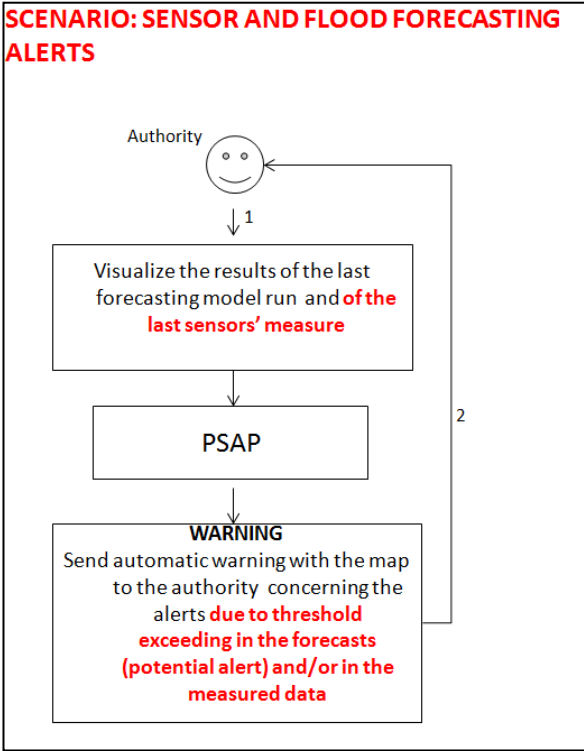 SCENARIO: SENSOR AND FLOOD FORECASTING
ALERTS
Authority
1
Visualize the results of the last
forecasting model run and of the
last sensors’ measure
PSAP
2
WARNING
Send automatic warning with the map
to the authority concerning the
alerts due to threshold
exceeding in the forecasts
(potential alert) and/or in the
measured data